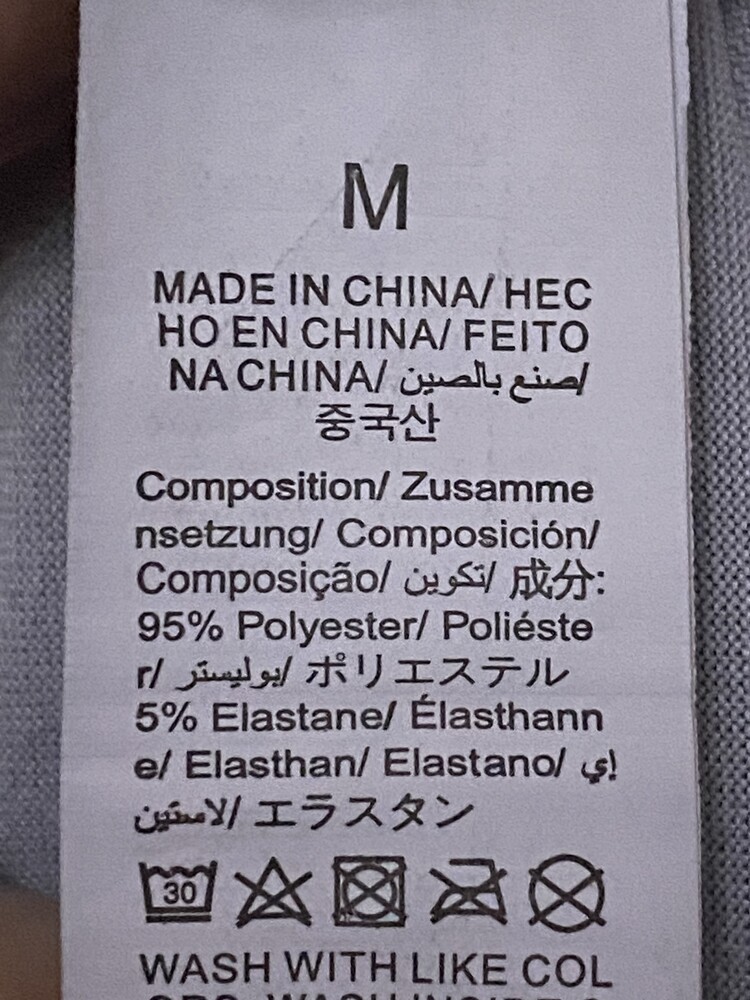 M
MADE IN CHINA/ HEC
HO EN CHINA/ FEITO
NA CHINA/ صنع بالصين/
중국산
Composition/ Zusamme
nsetzung/ Composición/
Composição/ تكوين/ 成分:
95% Polyester/ Poliéste
r/ بوليستر/ ポリエステル
5% Elastane/ Élasthann
e/ Elasthan/ Elastano/ إي
لاستين/ エラスタン
30
WASH WITH LIKE COL